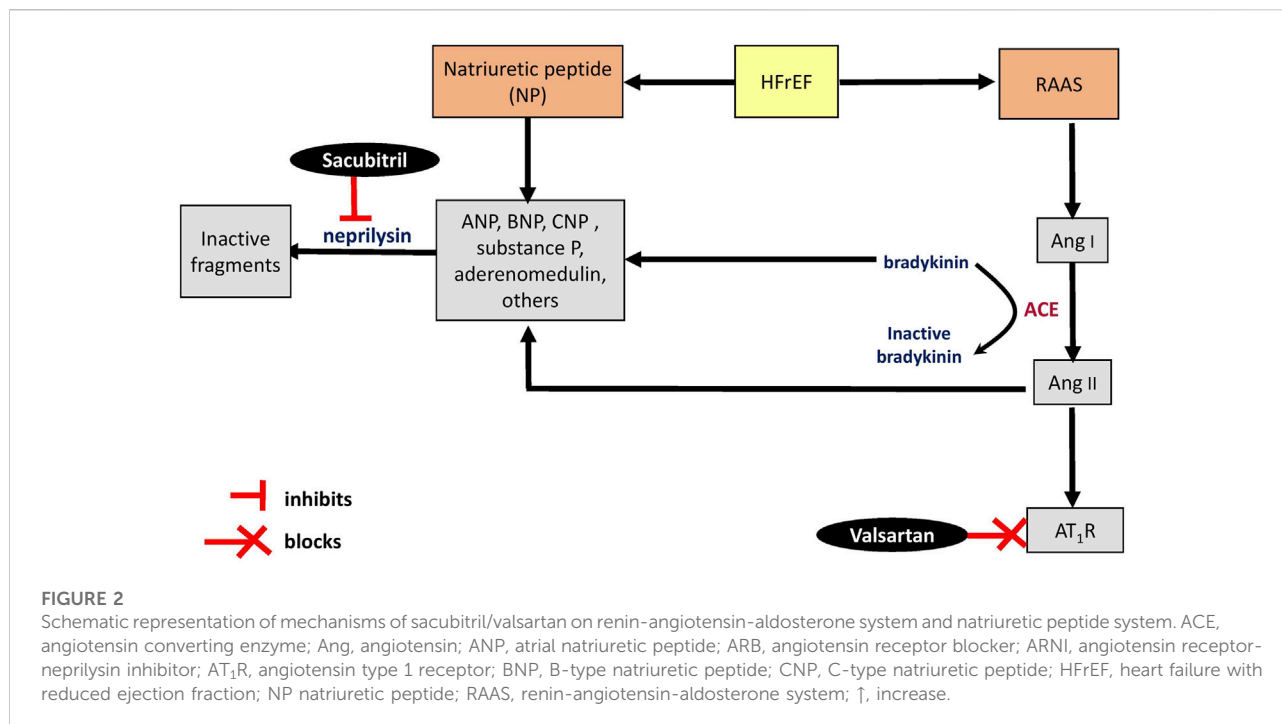 Natriuretic peptide
(NP)
HFrEF
RAAS
Sacubitril
Inactive
fragments
neprilysin
ANP, BNP, CNP ,
substance P,
aderenomedulin,
others
bradykinin
Ang I
ACE
Inactive
bradykinin
Ang II
inhibits
blocks
Valsartan
AT₁R
FIGURE 2
Schematic representation of mechanisms of sacubitril/valsartan on renin-angiotensin-aldosterone system and natriuretic peptide system. ACE,
angiotensin converting enzyme; Ang, angiotensin; ANP, atrial natriuretic peptide; ARB, angiotensin receptor blocker; ARNI, angiotensin receptor-
neprilysin inhibitor; AT₁R, angiotensin type 1 receptor; BNP, B-type natriuretic peptide; CNP, C-type natriuretic peptide; HFrEF, heart failure with
reduced ejection fraction; NP natriuretic peptide; RAAS, renin-angiotensin-aldosterone system; ↑, increase.